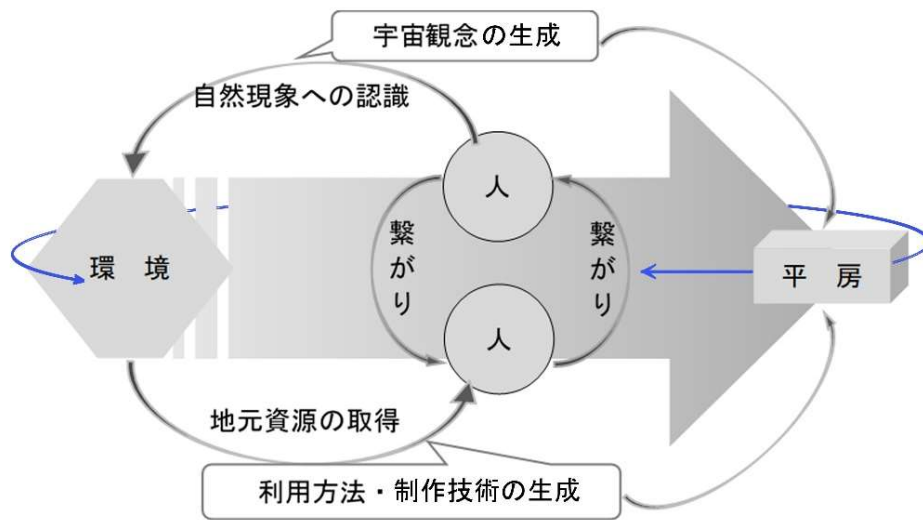 宇宙観念の生成
自然現象への認識
人
環 境
繋がり
繋がり
平 房
人
地元資源の取得
利用方法・制作技術の生成